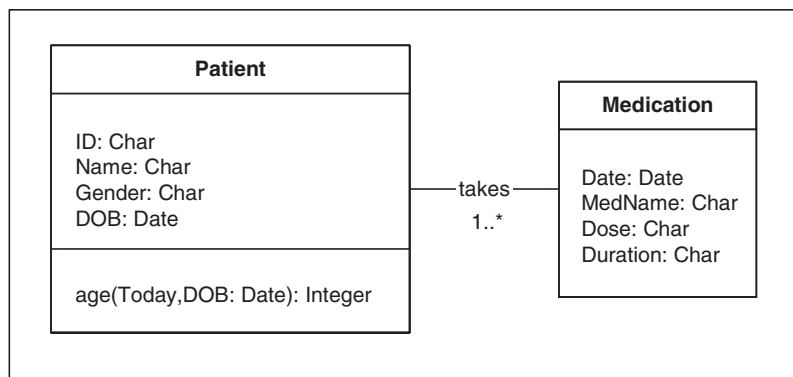 Patient
ID: Char
Name: Char
Gender: Char
DOB: Date
age(Today,DOB: Date): Integer
takes
1..*
Medication
Date: Date
MedName: Char
Dose: Char
Duration: Char